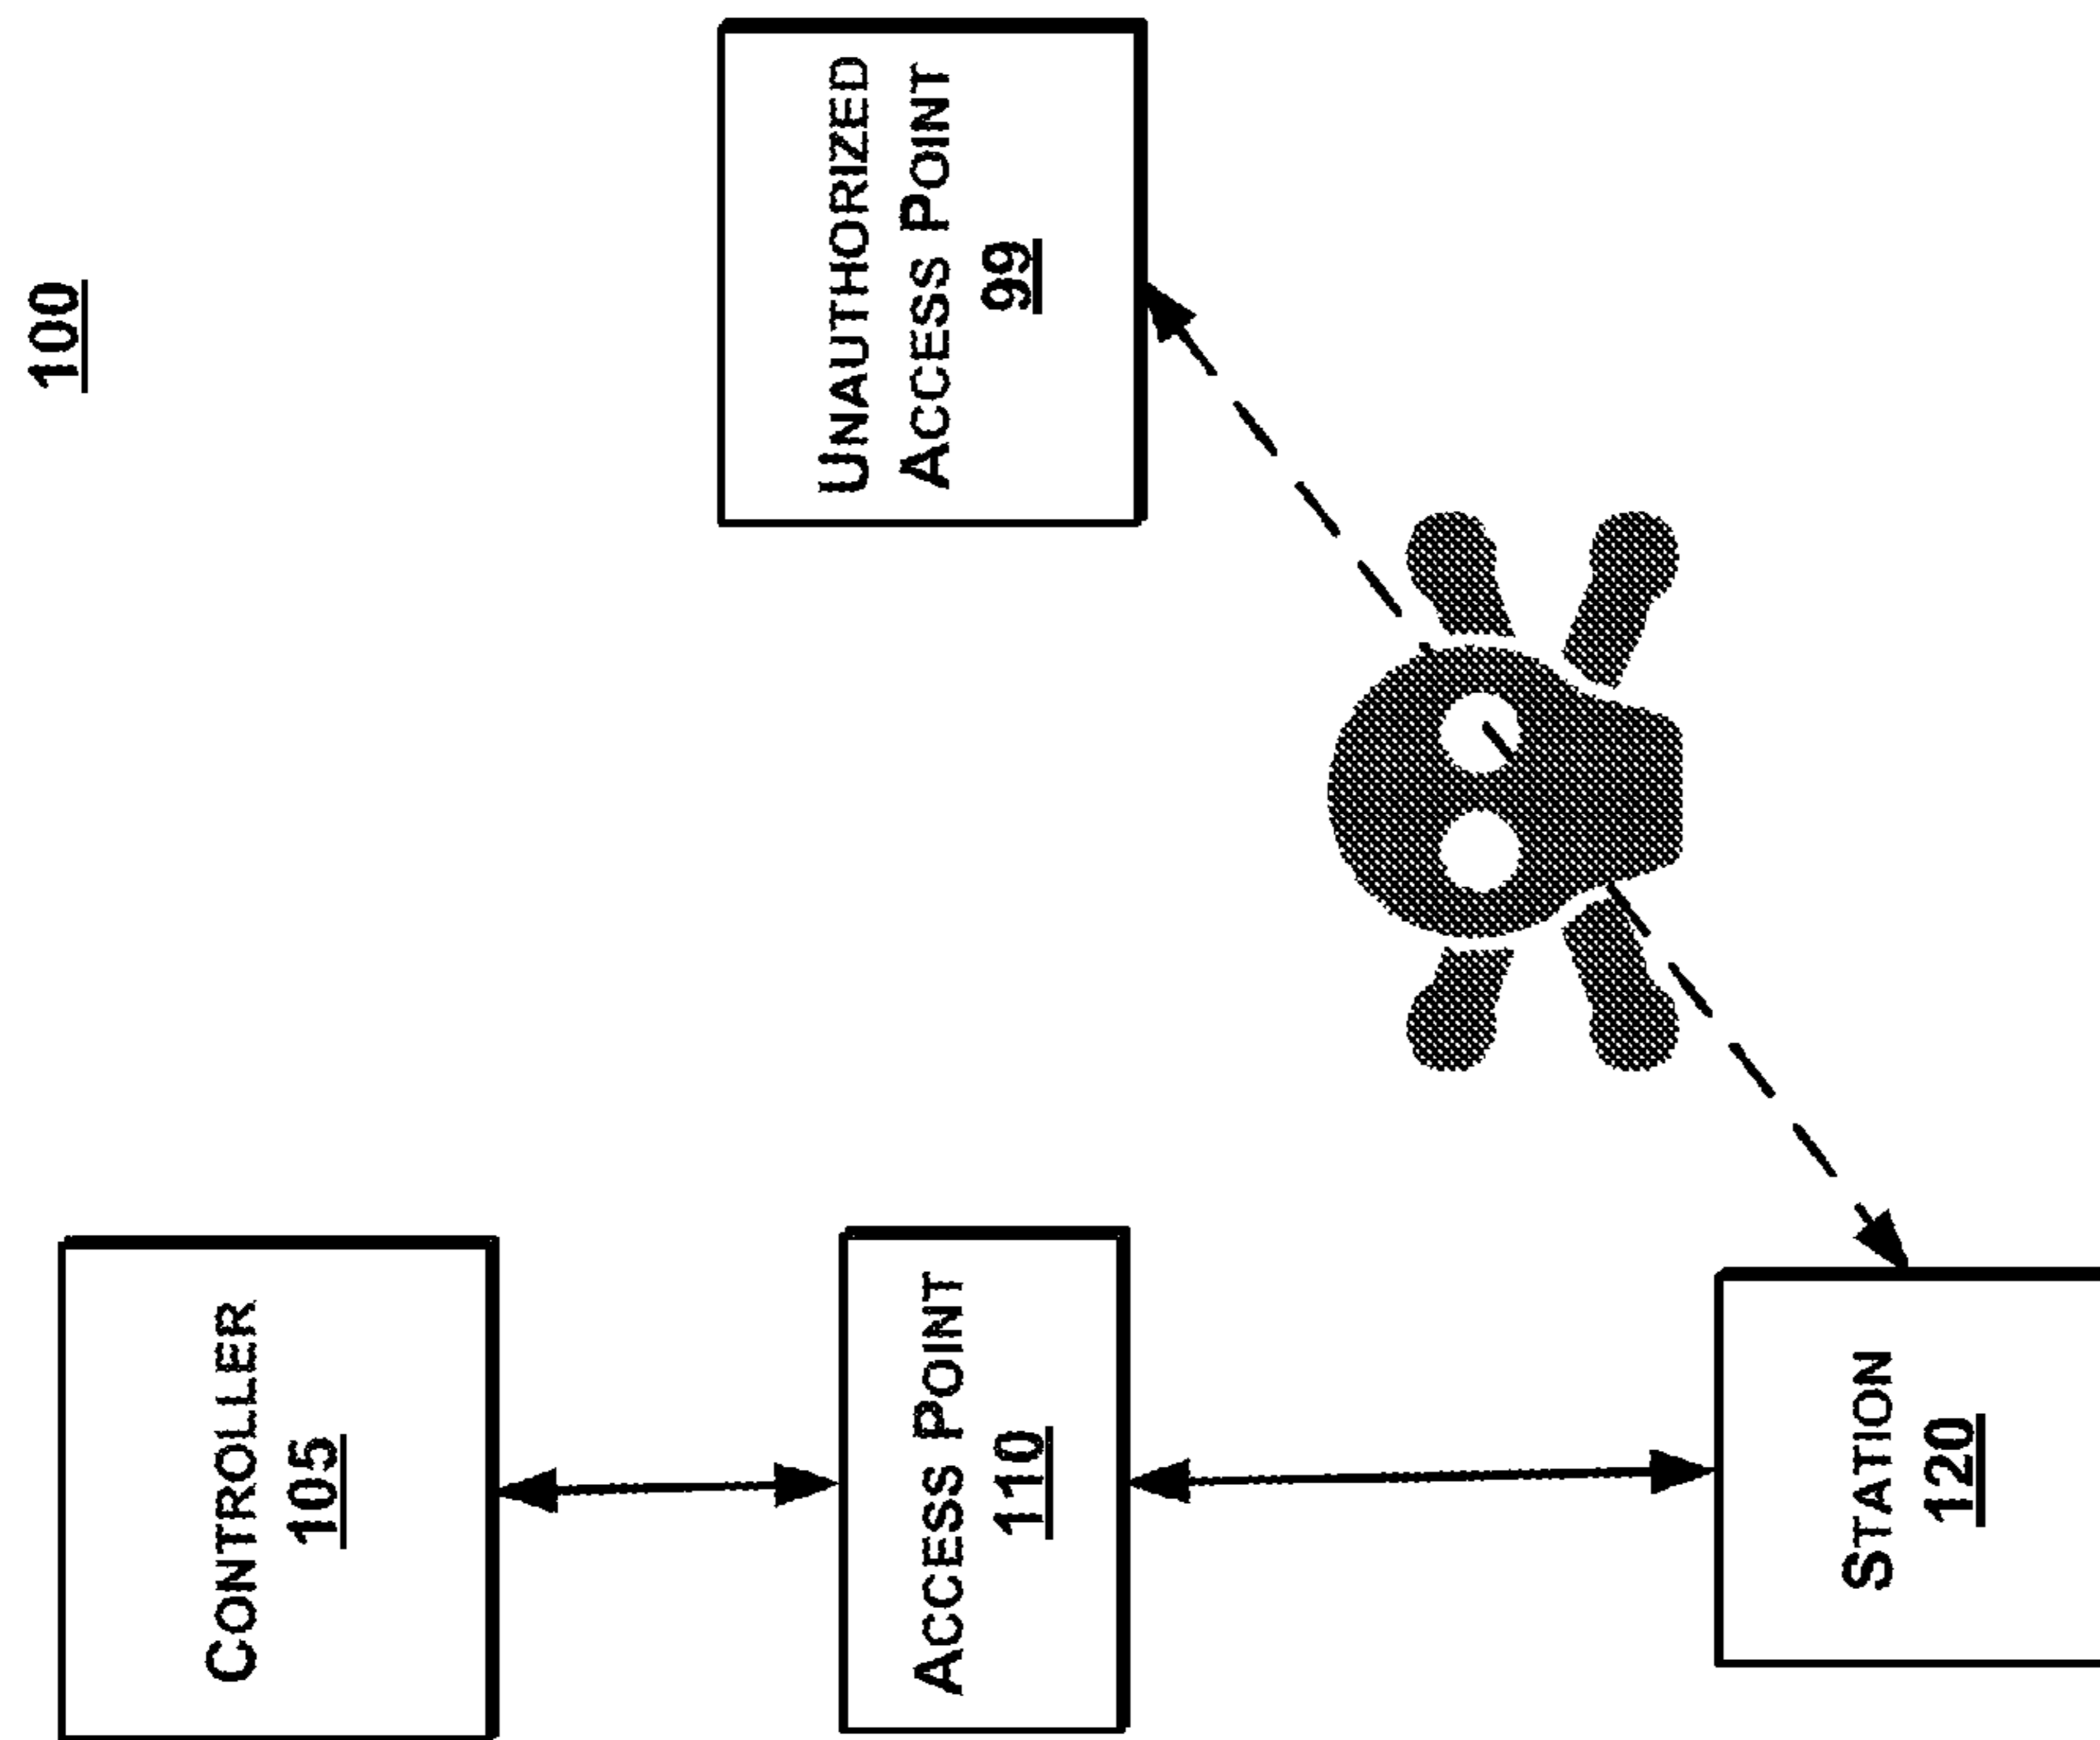 100
CONTROLLER
105
ACCESS POINT
110
STATION
120
UNAUTHORIZED
ACCESS POINT
99